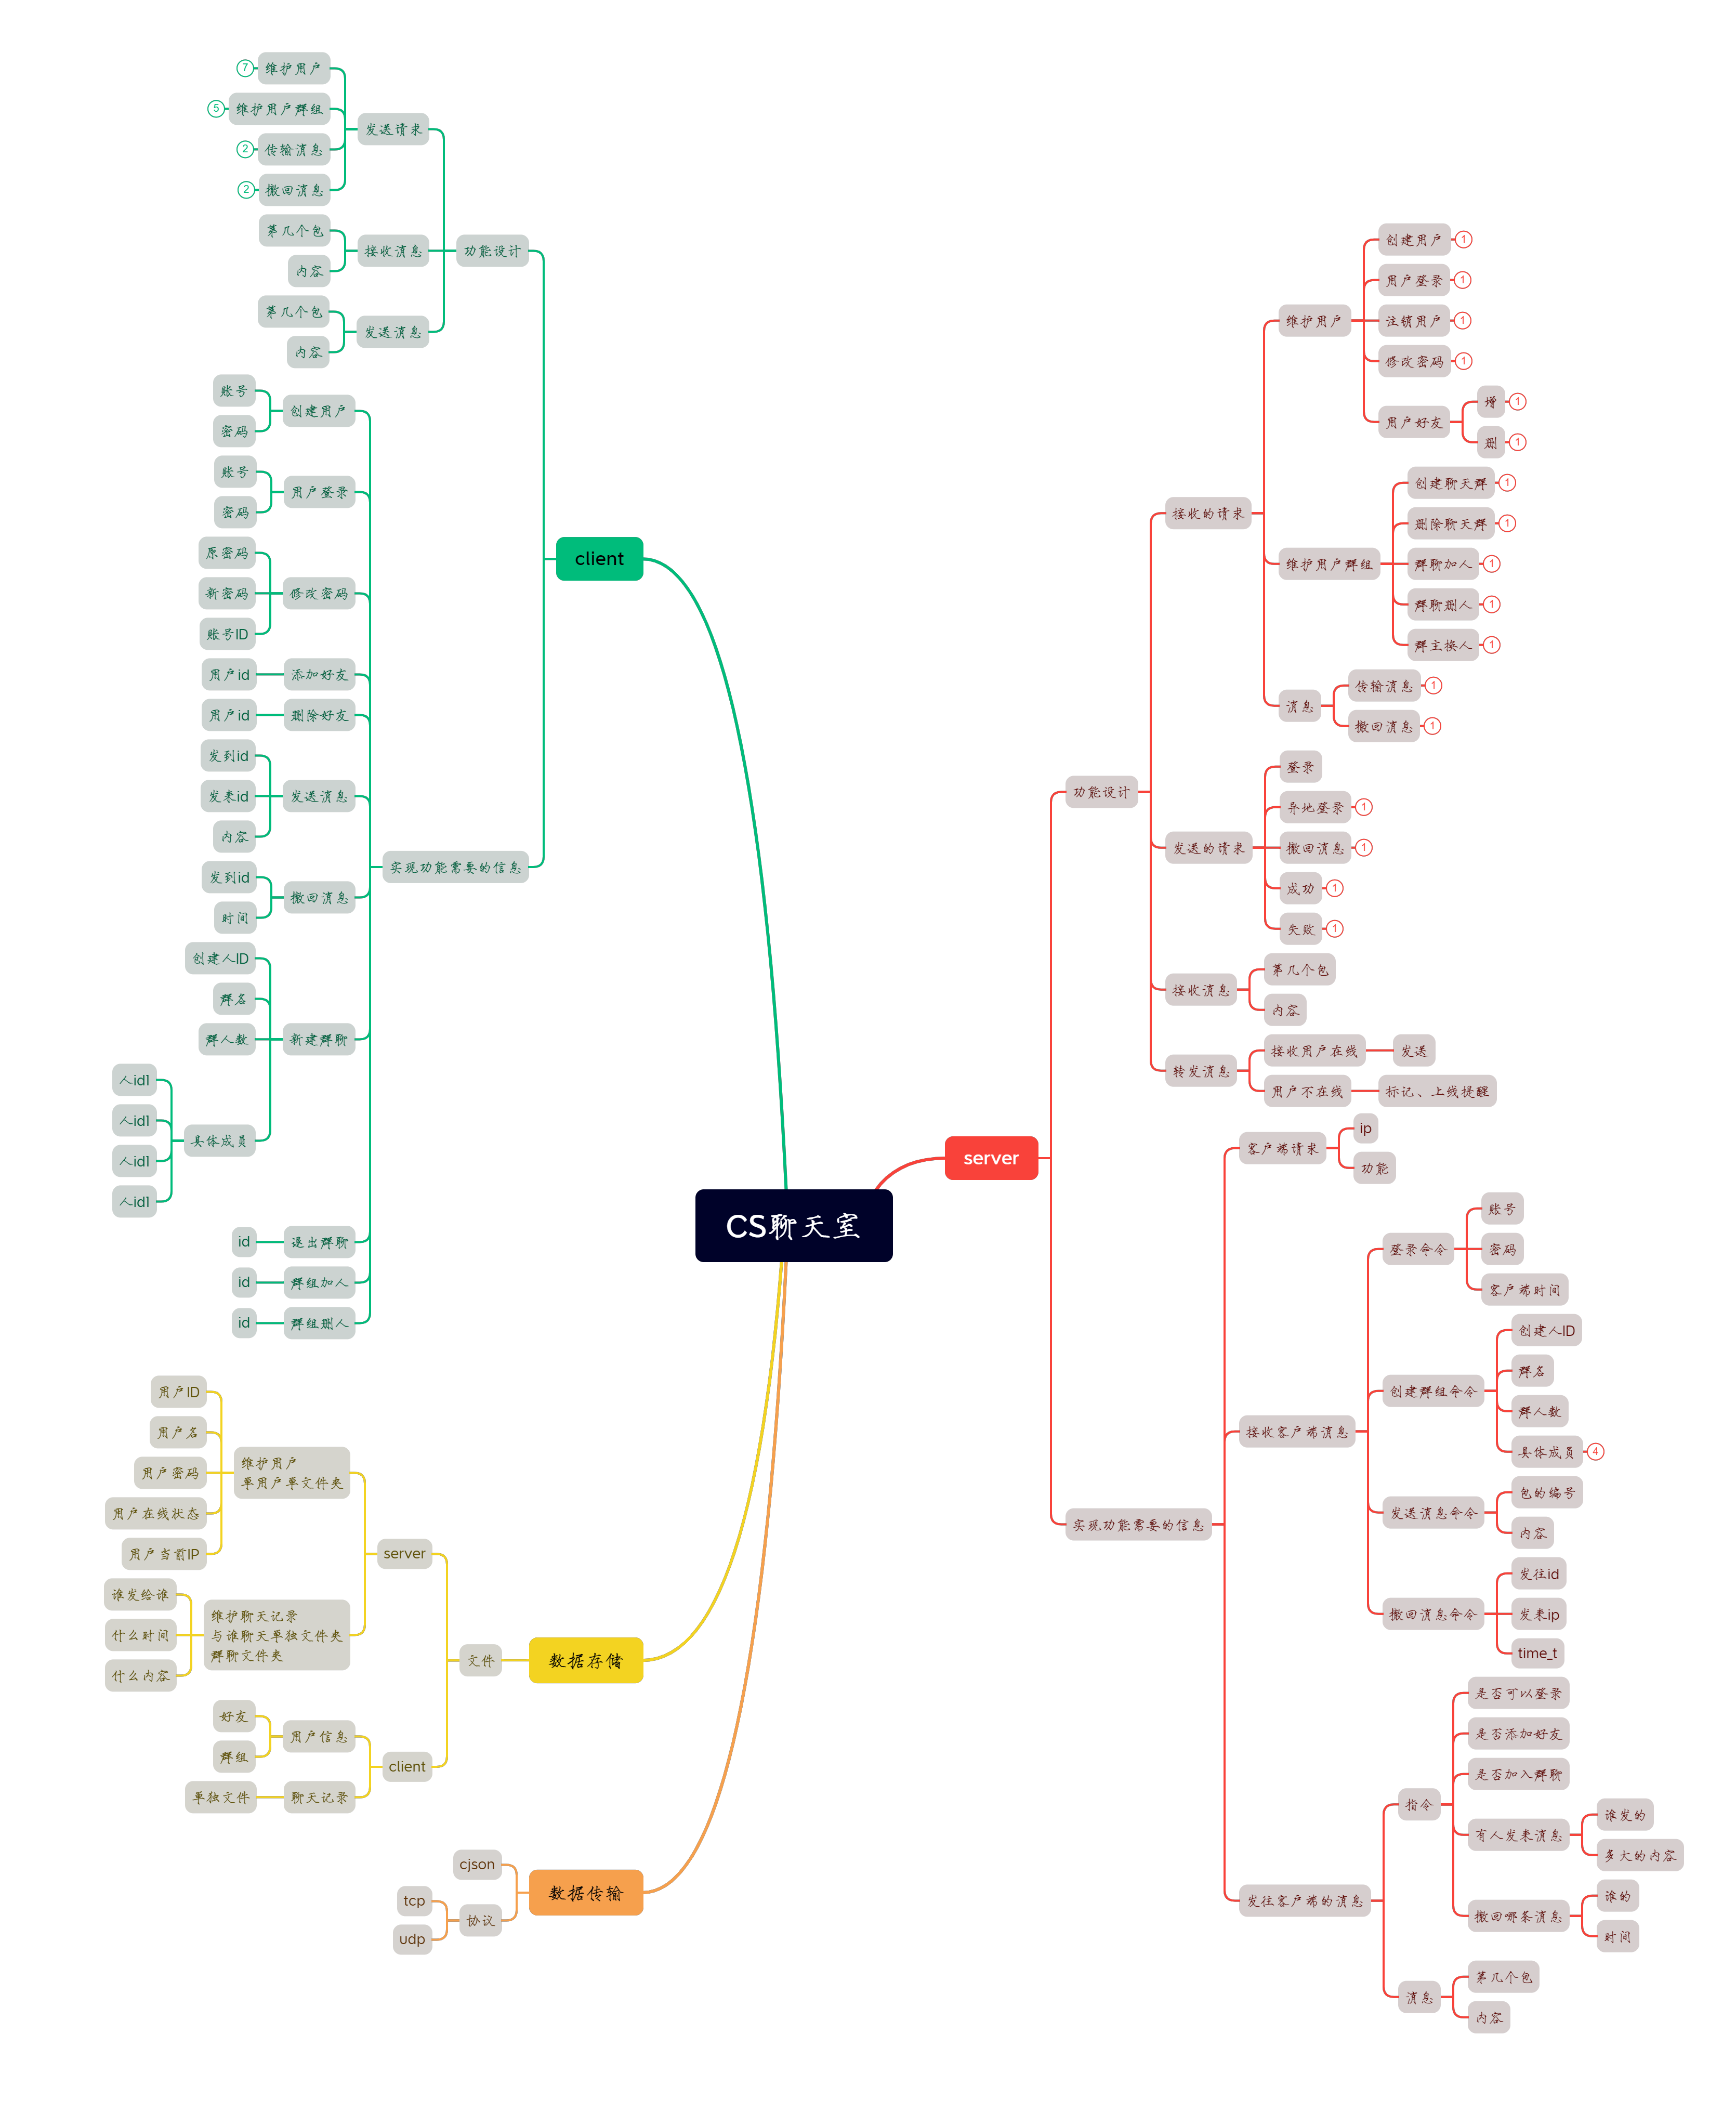 CS聊天室
client
功能设计
发送请求
维护用户
7
维护用户群组
5
传输消息
2
撤回消息
2
接收消息
第几个包
内容
发送消息
第几个包
内容
实现功能需要的信息
创建用户
账号
密码
用户登录
账号
密码
修改密码
原密码
新密码
账号ID
添加好友
用户id
删除好友
用户id
发送消息
发到id
发来id
内容
撤回消息
发到id
时间
新建群聊
创建人ID
群名
群人数
具体成员
人id1
人id1
人id1
人id1
退出群聊
id
群组加人
id
群组删人
id
server
功能设计
接收的请求
维护用户
创建用户
1
用户登录
1
注销用户
1
修改密码
1
用户好友
增
1
删
1
维护用户群组
创建聊天群
1
删除聊天群
1
群聊加人
1
群聊删人
1
群主换人
1
消息
传输消息
1
撤回消息
1
发送的请求
登录
异地登录
1
撤回消息
1
成功
1
失败
1
接收消息
第几个包
内容
转发消息
接收用户在线
发送
用户不在线
标记、上线提醒
实现功能需要的信息
客户端请求
ip
功能
接收客户端消息
登录命令
账号
密码
客户端时间
创建群组命令
创建人ID
群名
群人数
具体成员
4
发送消息命令
包的编号
内容
撤回消息命令
发往id
发来ip
time_t
发往客户端的消息
指令
是否可以登录
是否添加好友
是否加入群聊
有人发来消息
谁发的
多大的内容
撤回哪条消息
谁的
时间
消息
第几个包
内容
数据存储
文件
server
维护用户
单用户单文件夹
用户ID
用户名
用户密码
用户在线状态
用户当前IP
维护聊天记录
与谁聊天单独文件夹
群聊文件夹
谁发给谁
什么时间
什么内容
client
用户信息
好友
群组
聊天记录
单独文件
数据传输
cjson
协议
tcp
udp